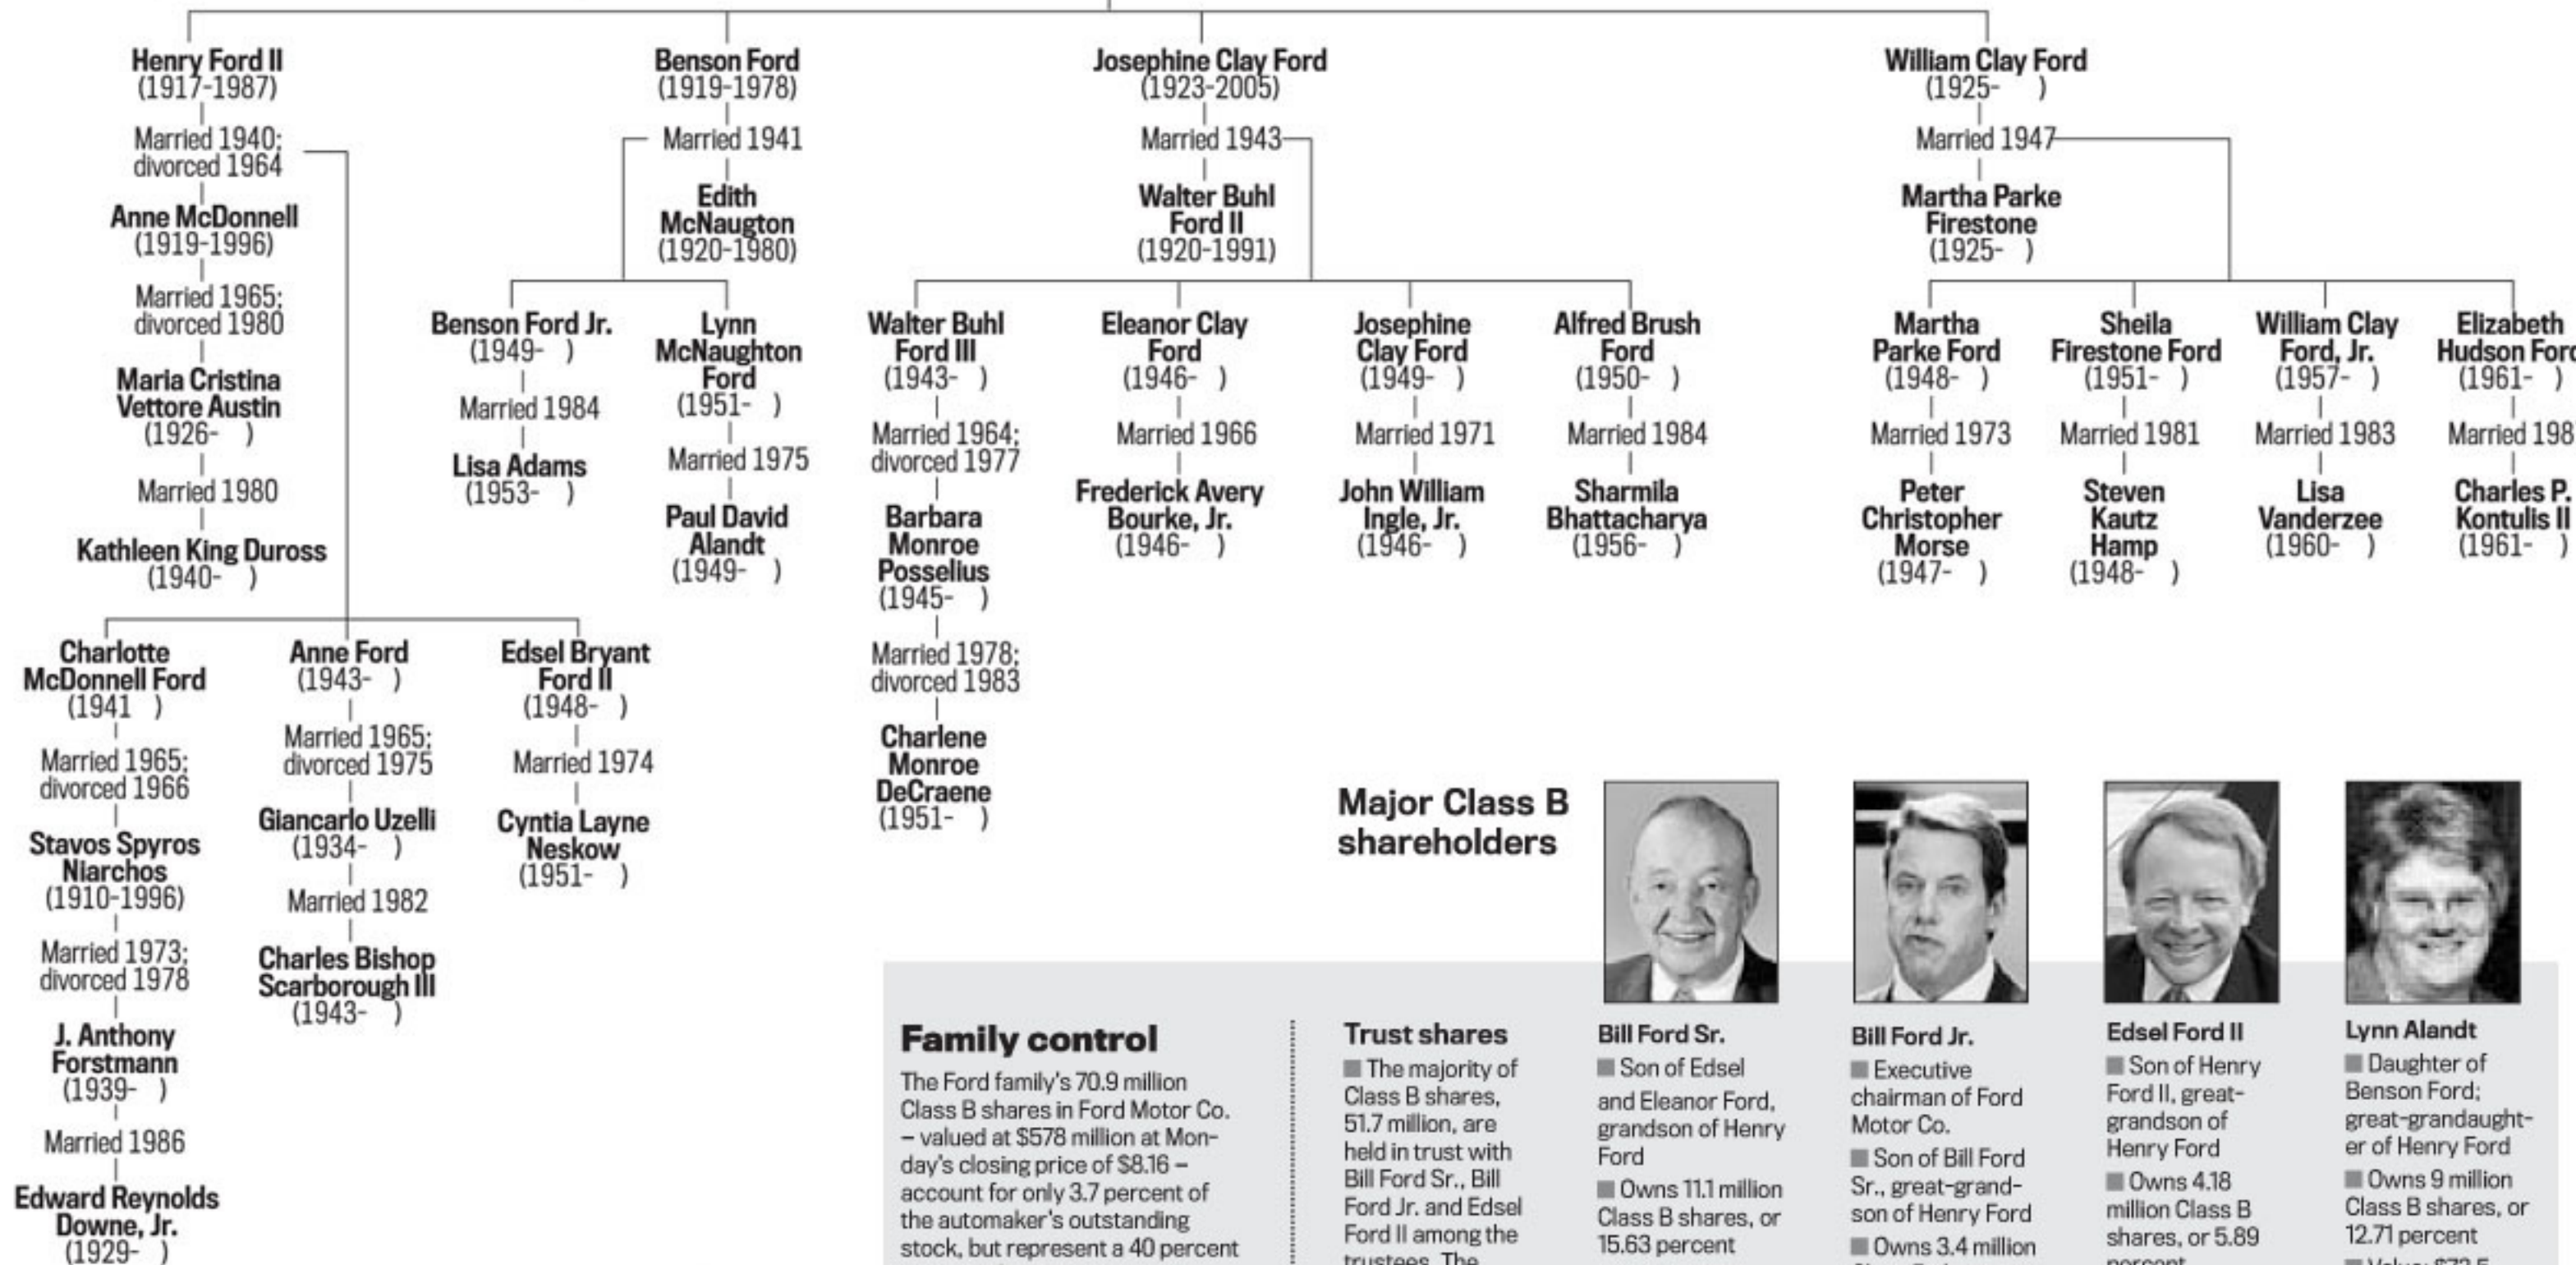 Henry Ford II
(1917-1987)
Married 1940;
divorced 1964
Anne McDonnell
(1919-1996)
Married 1965;
divorced 1980
Maria Cristina
Vettore Austin
(1926- )
Married 1980
Kathleen King Duross
(1940- )
Charlotte
McDonnell Ford
(1941 )
Married 1965;
divorced 1966
Stavos Spyros
Niarchos
(1910-1996)
Married 1973;
divorced 1978
J. Anthony
Forstmann
(1939- )
Married 1986
Edward Reynolds
Downe, Jr.
(1929- )
Anne Ford
(1943- )
Married 1965;
divorced 1975
Giancarlo Uzelli
(1934- )
Married 1982
Charles Bishop
Scarborough III
(1943- )
Edsel Bryant
Ford II
(1948- )
Married 1974
Cyntia Layne
Neskow
(1951- )
Benson Ford
(1919-1978)
Married 1941
Edith
McNaugton
(1920-1980)
Benson Ford Jr.
(1949- )
Married 1984
Lisa Adams
(1953- )
Lynn
McNaughton
Ford
(1951- )
Married 1975
Paul David
Alandt
(1949- )
Josephine Clay Ford
(1923-2005)
Married 1943
Walter Buhl
Ford II
(1920-1991)
Walter Buhl
Ford III
(1943- )
Married 1964;
divorced 1977
Barbara
Monroe
Posselius
(1945- )
Married 1978;
divorced 1983
Charlene
Monroe
DeCraene
(1951- )
Eleanor Clay
Ford
(1946- )
Married 1966
Frederick Avery
Bourke, Jr.
(1946- )
Josephine
Clay Ford
(1949- )
Married 1971
John William
Ingle, Jr.
(1946- )
Alfred Brush
Ford
(1950- )
Married 1984
Sharmila
Bhattacharya
(1956- )
William Clay Ford
(1925- )
Married 1947
Martha Parke
Firestone
(1925- )
Martha
Parke Ford
(1948- )
Married 1973
Peter
Christopher
Morse
(1947- )
Sheila
Firestone Ford
(1951- )
Married 1981
Steven
Kautz
Hamp
(1948- )
William Clay
Ford, Jr.
(1957- )
Married 1983
Lisa
Vanderzee
(1960- )
Elizabeth
Hudson Ford
(1961- )
Married 198
Charles P.
Kontulis II
(1961- )
Major Class B
shareholders
Family control
The Ford family's 70.9 million
Class B shares in Ford Motor Co.
– valued at $578 million at Mon-
day's closing price of $8.16 –
account for only 3.7 percent of
the automaker's outstanding
stock, but represent a 40 percent
Trust shares
■ The majority of
Class B shares,
51.7 million, are
held in trust with
Bill Ford Sr., Bill
Ford Jr. and Edsel
Ford II among the
trustees. The
Bill Ford Sr.
■ Son of Edsel
and Eleanor Ford,
grandson of Henry
Ford
■ Owns 11.1 million
Class B shares, or
15.63 percent
Bill Ford Jr.
■ Executive
chairman of Ford
Motor Co.
■ Son of Bill Ford
Sr., great-grand-
son of Henry Ford
■ Owns 3.4 million
Edsel Ford II
■ Son of Henry
Ford II, great-
grandson of
Henry Ford
■ Owns 4.18
million Class B
shares, or 5.89
percent
Lynn Alandt
■ Daughter of
Benson Ford;
great-grandaught-
er of Henry Ford
■ Owns 9 million
Class B shares, or
12.71 percent